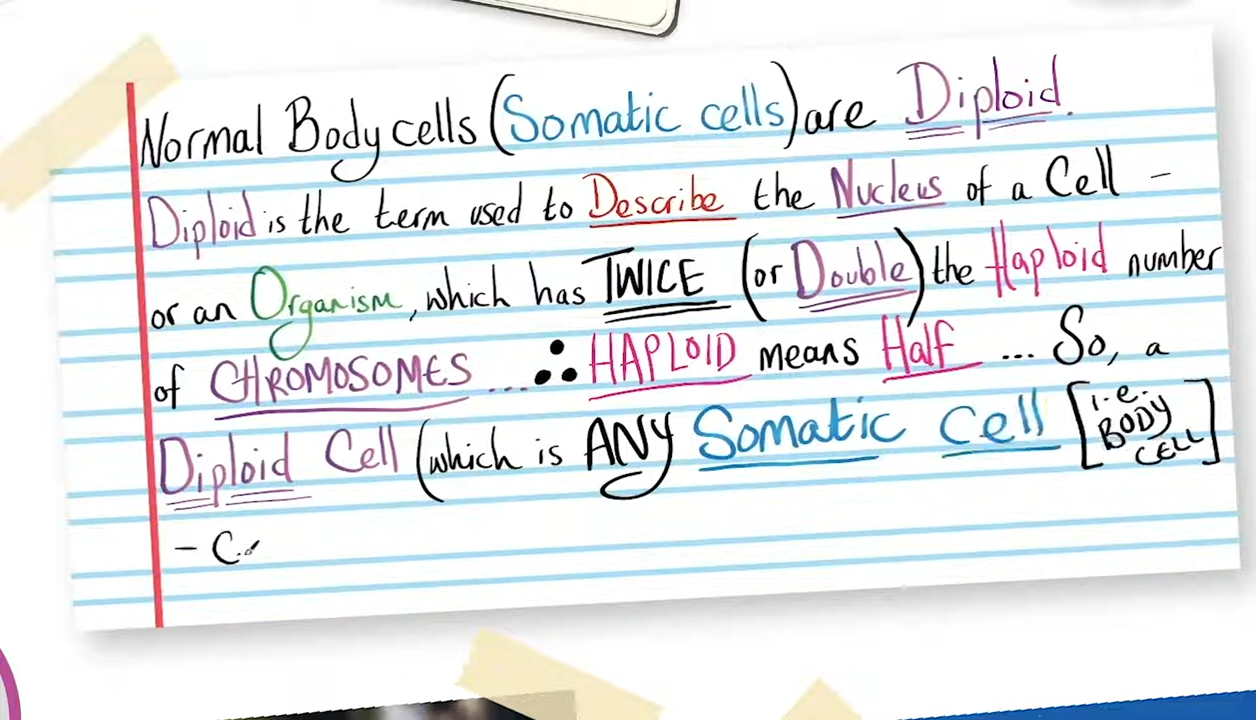 Normal Body cells (Somatic cells) are Diploid.
Diploid is the term used to Describe the Nucleus of a Cell -
or an Organism, which has TWICE (or Double) the Haploid number
of CHROMOSOMES ... ∴ HAPLOID means Half ... So, a
Diploid Cell (which is ANY Somatic Cell [i.e. BODY CELL]
- C